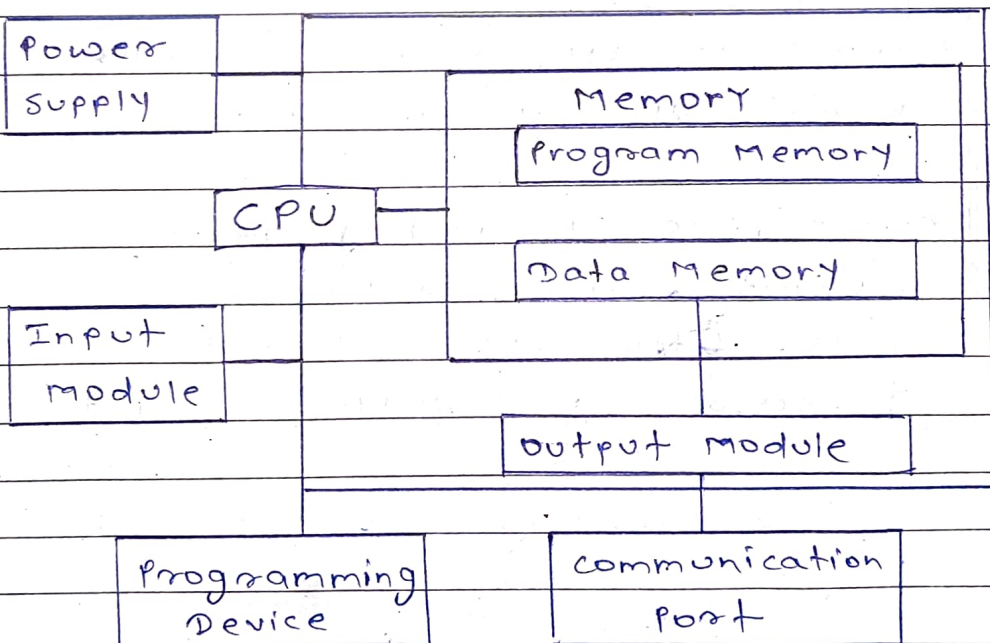 Power
Supply
Memory
Program Memory
CPU
Data Memory
Input
Module
Output Module
Programming
Device
Communication
Port